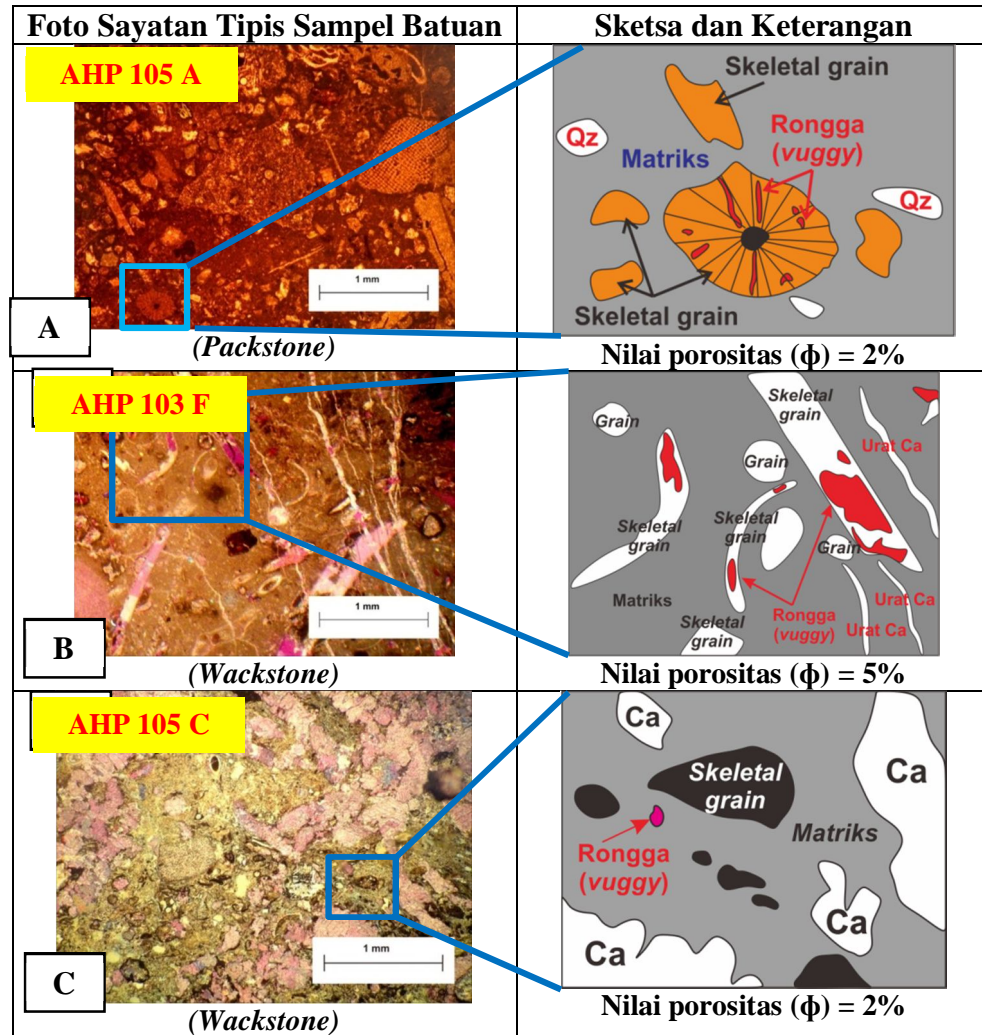 Foto Sayatan Tipis Sampel Batuan
Sketsa dan Keterangan
AHP 105 A
1 mm
A
(Packstone)
Skeletal grain
Qz
Rongga
(vuggy)
Matriks
Qz
Skeletal grain
Nilai porositas (ϕ) = 2%
AHP 103 F
1 mm
B
(Wackstone)
Skeletal
grain
Grain
Urat Ca
Grain
Skeletal
grain
Skeletal
grain
Grain
Matriks
Rongga
(vuggy)
Urat Ca
Urat Ca
Skeletal
grain
Nilai porositas (ϕ) = 5%
AHP 105 C
1 mm
C
(Wackstone)
Ca
Ca
Skeletal
grain
Matriks
Rongga
(vuggy)
Ca
Ca
Nilai porositas (ϕ) = 2%